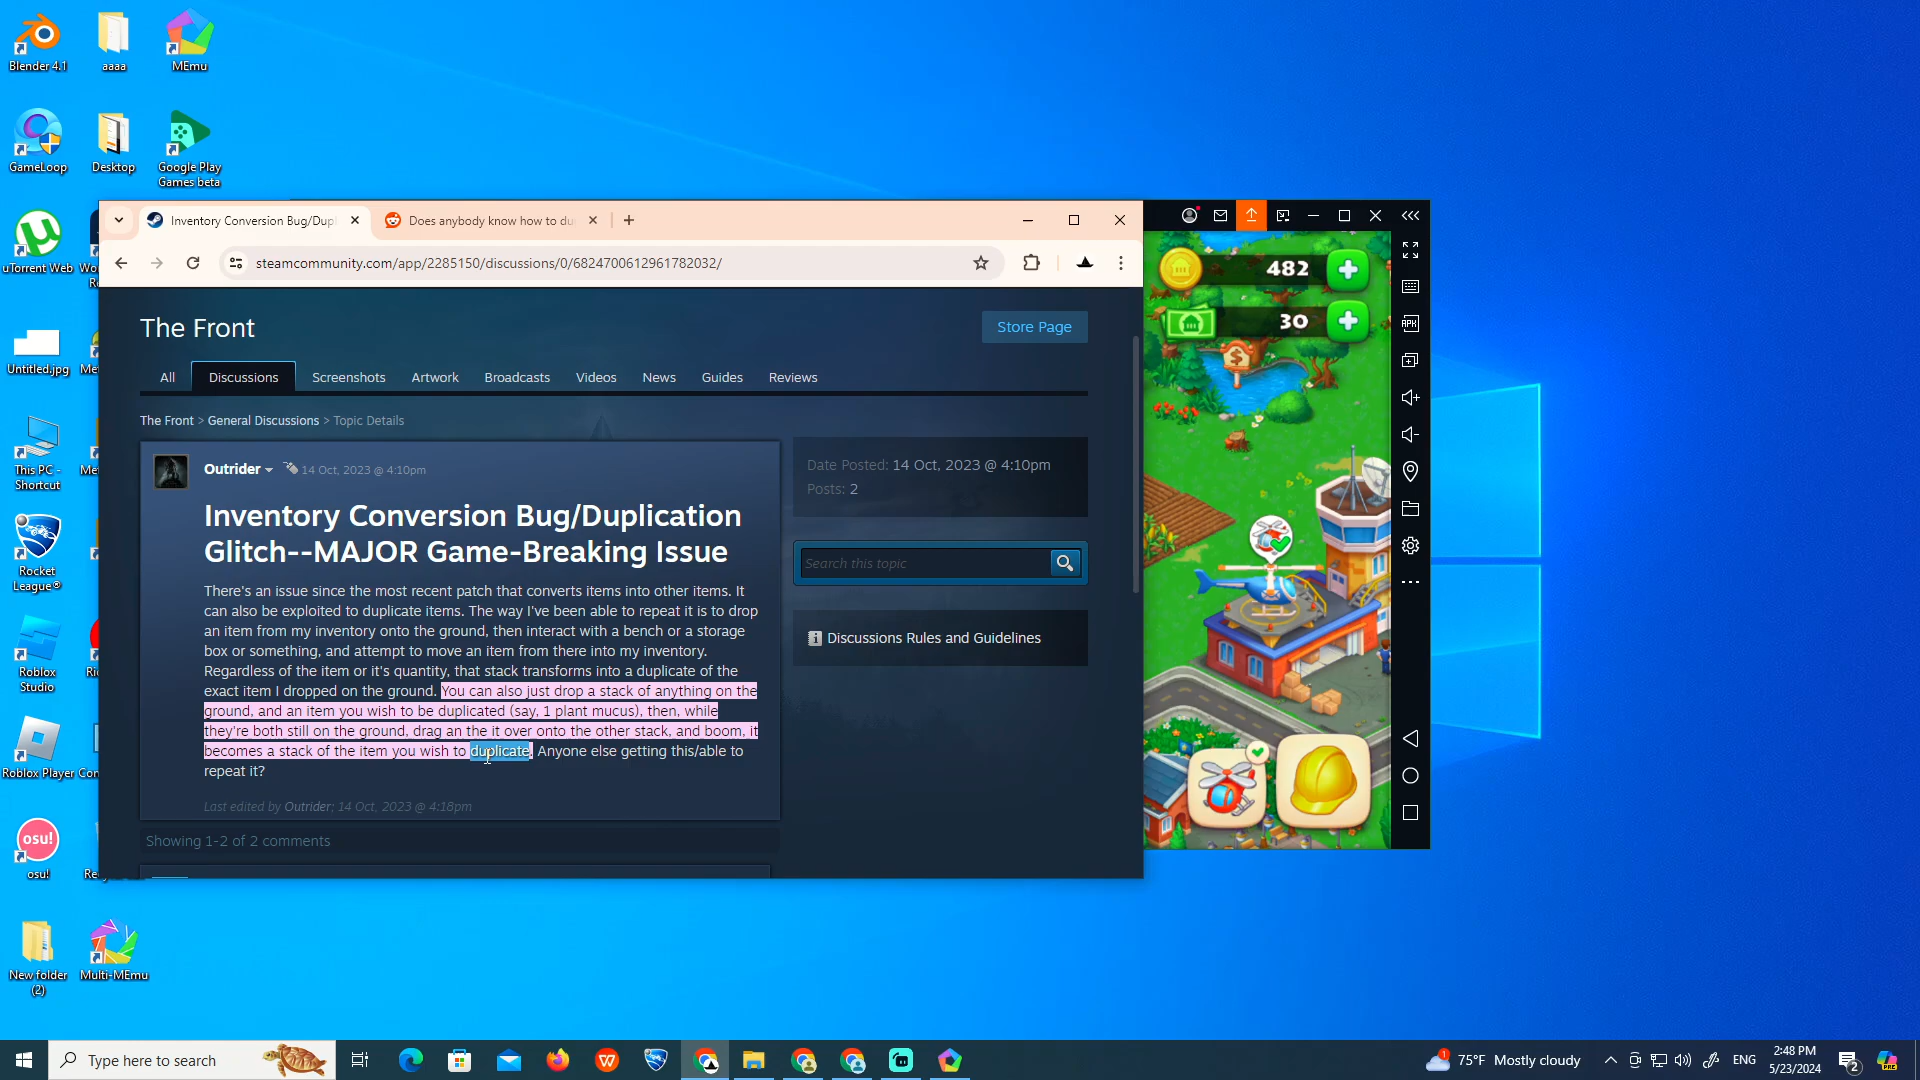 Blender 4.1
aaaa
MEmu
GameLoop
Desktop
Google Play
Games beta
uTorrent Web
Untitled.jpg
This PC -
Shortcut
Rocket
League®
Roblox
Studio
Roblox Player
osu!
osu!
New folder
(2)
Multi-MEmu
Inventory Conversion Bug/Dupl
Does anybody know how to du
steamcommunity.com/app/2285150/discussions/0/6824700612961782032/
The Front
Store Page
All
Discussions
Screenshots
Artwork
Broadcasts
Videos
News
Guides
Reviews
The Front > General Discussions > Topic Details
Outrider
14 Oct, 2023 @ 4:10pm
Inventory Conversion Bug/Duplication
Glitch--MAJOR Game-Breaking Issue
There's an issue since the most recent patch that converts items into other items. It
can also be exploited to duplicate items. The way I've been able to repeat it is to drop
an item from my inventory onto the ground, then interact with a bench or a storage
box or something, and attempt to move an item from there into my inventory.
Regardless of the item or it's quantity, that stack transforms into a duplicate of the
exact item I dropped on the ground. You can also just drop a stack of anything on the
ground, and an item you wish to be duplicated (say, 1 plant mucus), then, while
they're both still on the ground, drag an the it over onto the other stack, and boom, it
becomes a stack of the item you wish to duplicate. Anyone else getting this/able to
repeat it?
Last edited by Outrider; 14 Oct, 2023 @ 4:18pm
Showing 1-2 of 2 comments
Date Posted: 14 Oct, 2023 @ 4:10pm
Posts: 2
Search this topic
Discussions Rules and Guidelines
482
30
APK
Type here to search
1
75°F Mostly cloudy
ENG
2:48 PM
5/23/2024
2
PRE